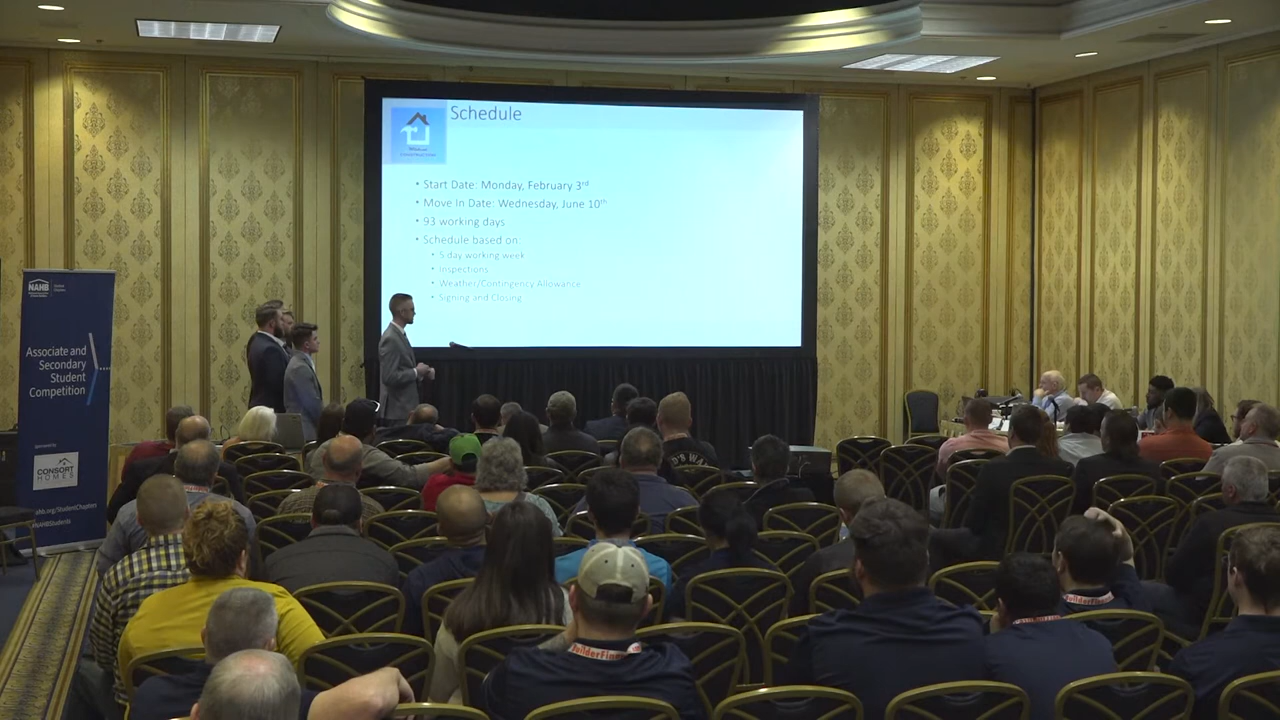 Schedule
• Start Date: Monday, February 3rd
• Move In Date: Wednesday, June 10th
• 93 working days
• Schedule based on:
• 5 day working week
• Inspections
• Weather/Contingency Allowance
• Signing and Closing
NAHB
Associate and
Secondary
Student
Competition
CONSORT
HOMES
#NAHBStudents